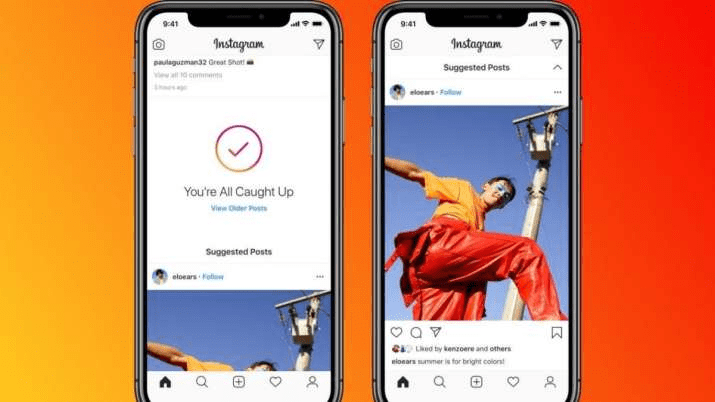 9:41
Instagram
paulaguzman32 Great Shot!
View all 10 comments
3 hours ago
You're All Caught Up
View Older Posts
Suggested Posts
eloears · Follow
9:41
Instagram
Suggested Posts
eloears · Follow
Liked by kenzoere and others
eloears summer is for bright colors!